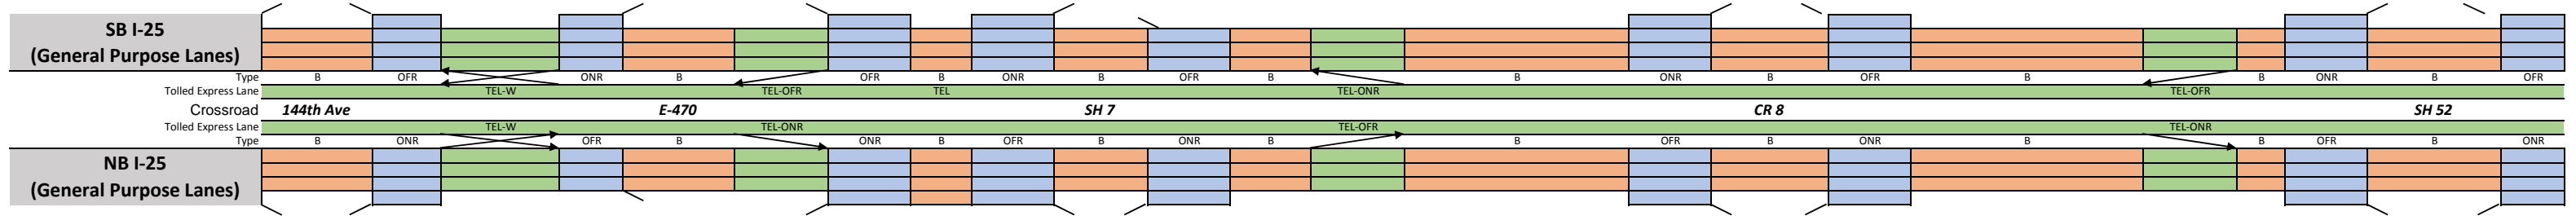 SB I-25
(General Purpose Lanes)
Type B OFR ONR B OFR B ONR B OFR B B ONR B OFR B B ONR B OFR
Tolled Express Lane TEL-W TEL-OFR TEL TEL-ONR TEL-OFR
Crossroad 144th Ave E-470 SH 7 CR 8 SH 52
Tolled Express Lane TEL-W TEL-ONR TEL-OFR TEL-ONR
Type B ONR OFR B ONR B OFR B ONR B B OFR B ONR B B OFR B ONR
NB I-25
(General Purpose Lanes)